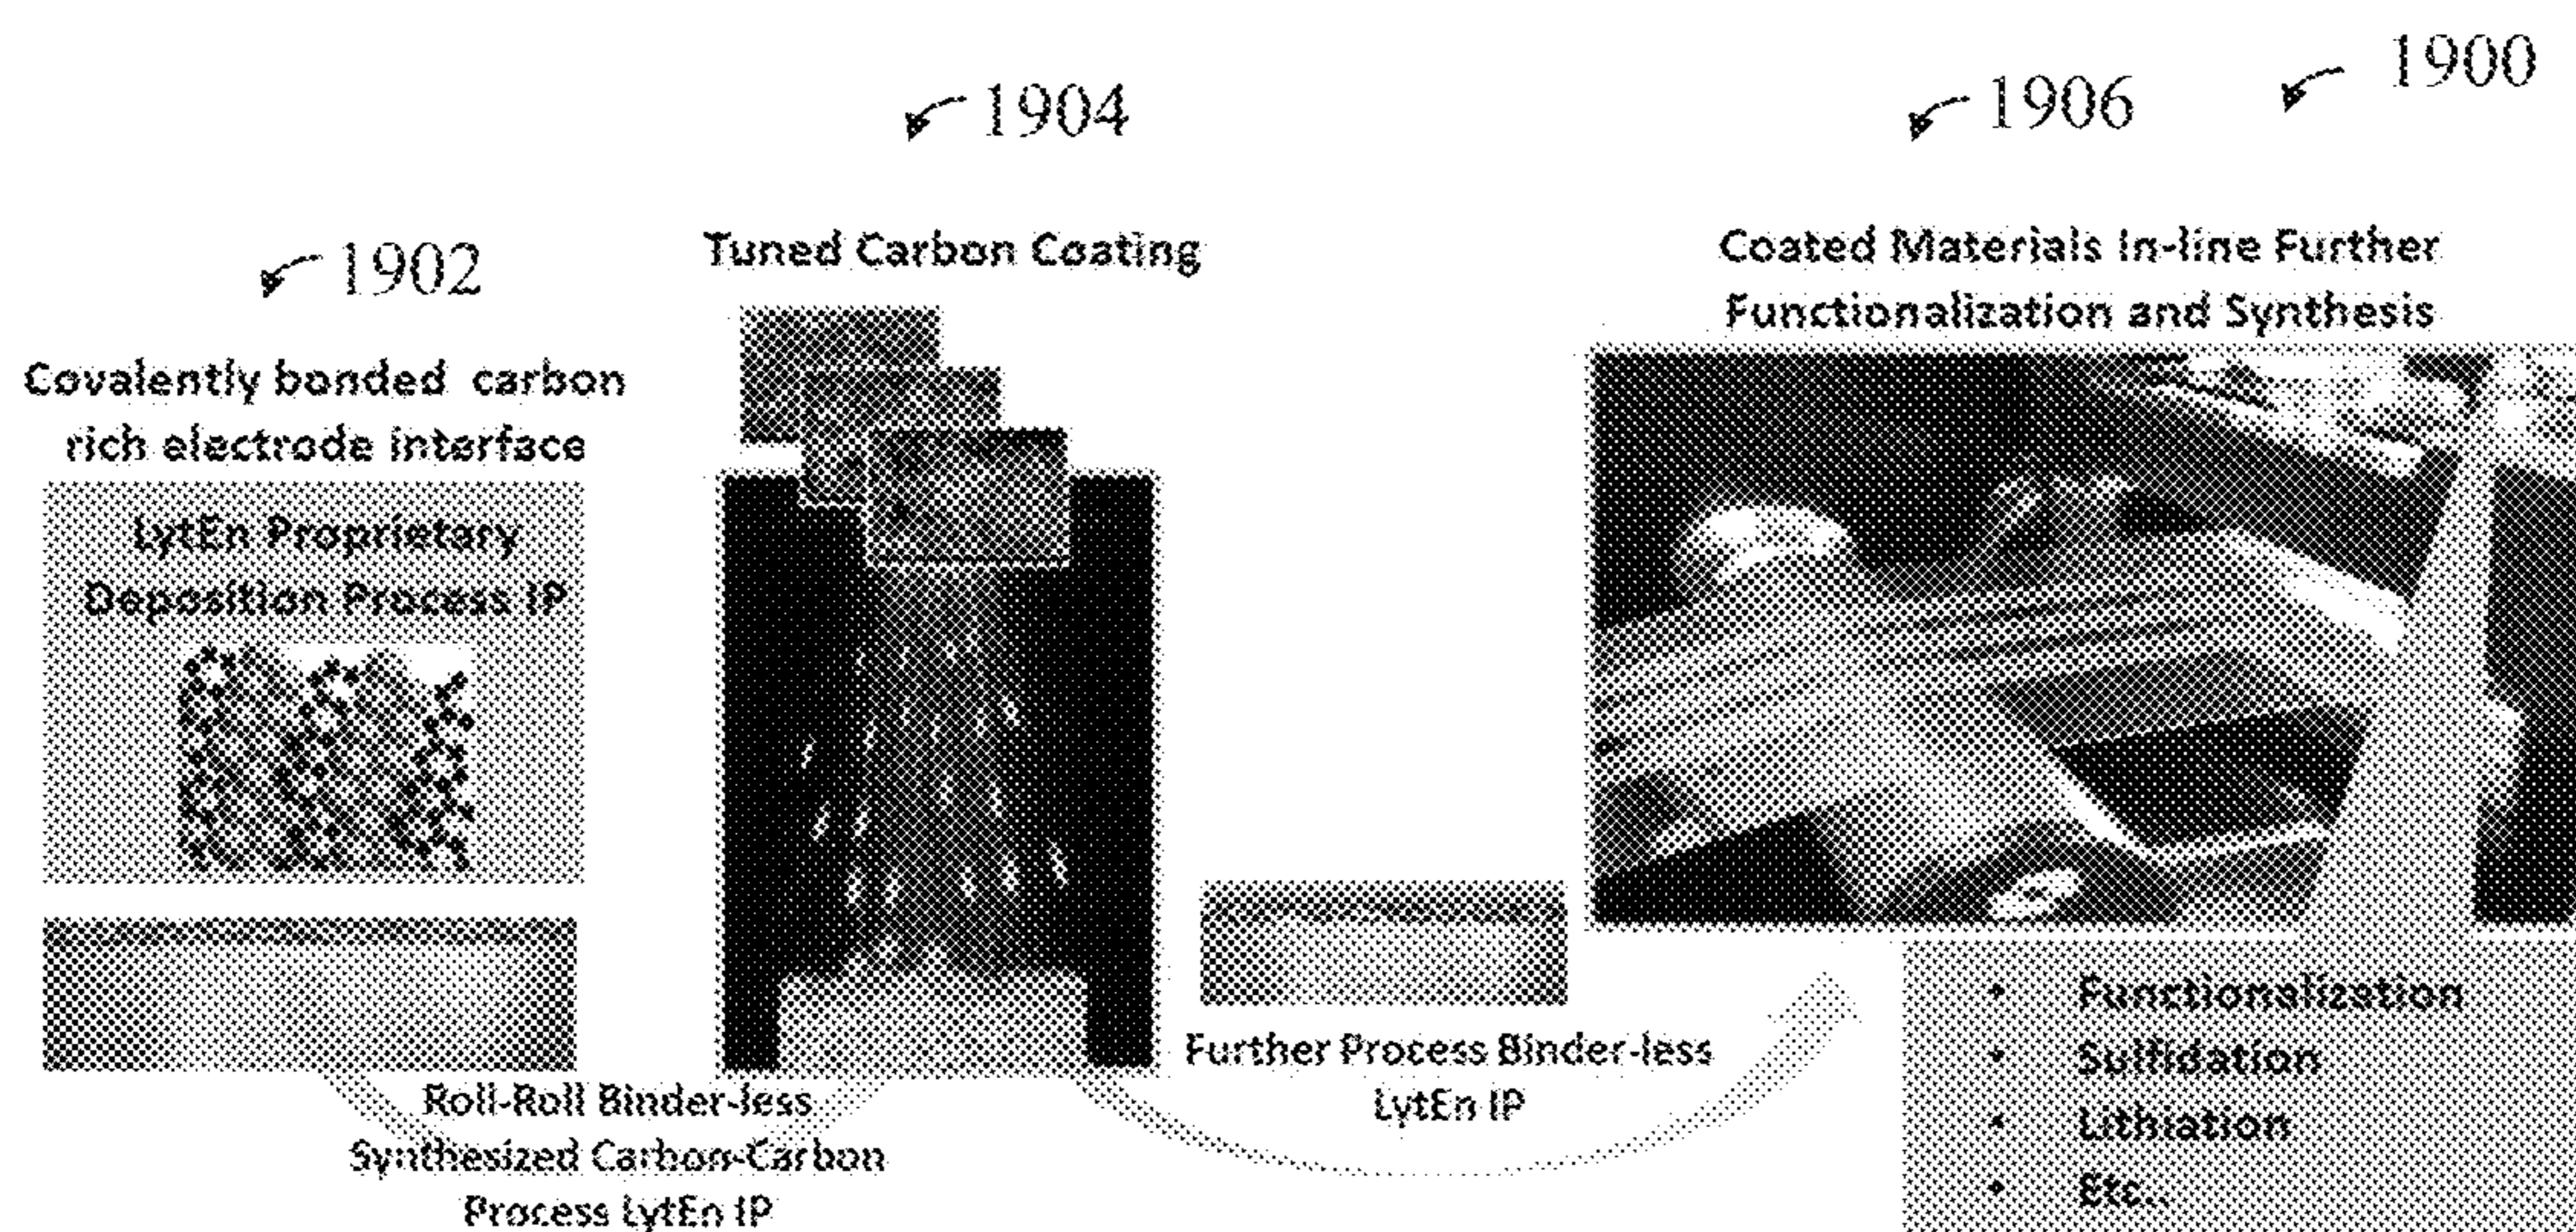 1900
1902
Covalently bonded carbon
rich electrode interface
LytEn Proprietary
Deposition Process IP
Roll-Roll Binder-less
Synthesized Carbon-Carbon
Process LytEn IP
1904
Tuned Carbon Coating
Further Process Binder-less
LytEn IP
1906
Coated Materials In-line Further
Functionalization and Synthesis
• Functionalization
• Sulfidation
• Lithiation
• Etc..